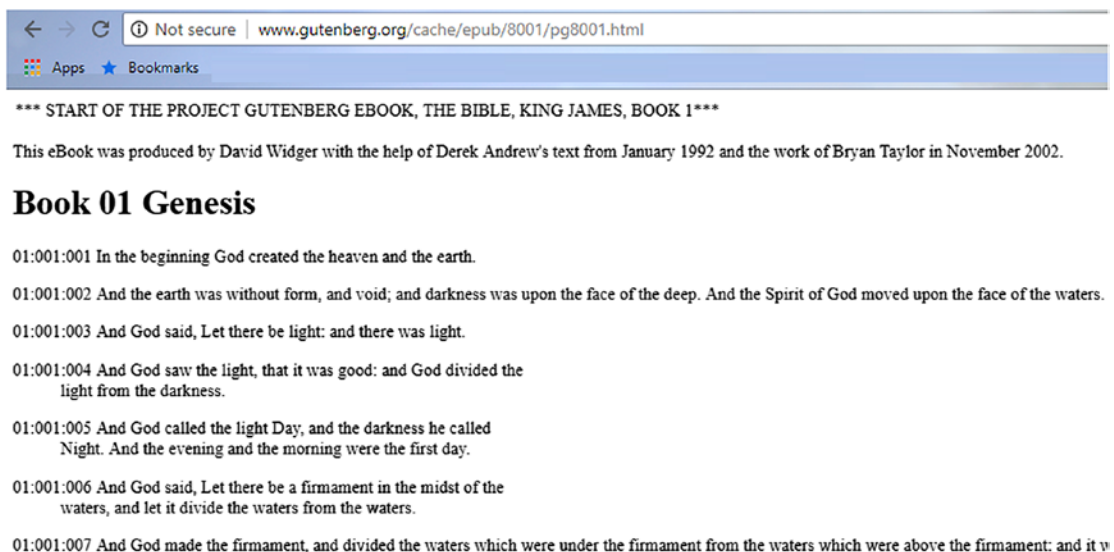 Not secure | www.gutenberg.org/cache/epub/8001/pg8001.html
Apps Bookmarks
*** START OF THE PROJECT GUTENBERG EBOOK, THE BIBLE, KING JAMES, BOOK 1***
This eBook was produced by David Widger with the help of Derek Andrew's text from January 1992 and the work of Bryan Taylor in November 2002.
Book 01 Genesis
01:001:001 In the beginning God created the heaven and the earth.
01:001:002 And the earth was without form, and void; and darkness was upon the face of the deep. And the Spirit of God moved upon the face of the waters.
01:001:003 And God said, Let there be light: and there was light.
01:001:004 And God saw the light, that it was good: and God divided the
light from the darkness.
01:001:005 And God called the light Day, and the darkness he called
Night. And the evening and the morning were the first day.
01:001:006 And God said, Let there be a firmament in the midst of the
waters, and let it divide the waters from the waters.
01:001:007 And God made the firmament, and divided the waters which were under the firmament from the waters which were above the firmament: and it